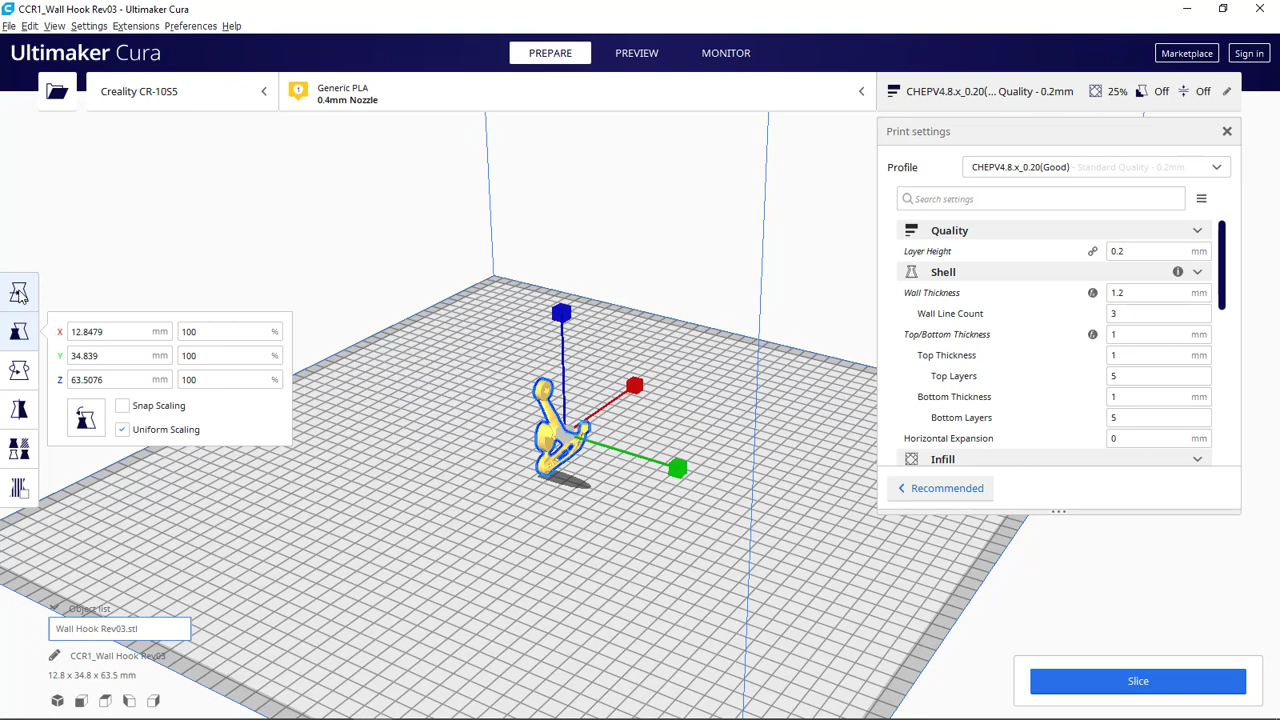 CCR1_Wall Hook Rev03 - Ultimaker Cura
File Edit View Settings Extensions Preferences Help
Ultimaker Cura
PREPARE
PREVIEW
MONITOR
Marketplace
Sign in
Creality CR-10S5
1
Generic PLA
0.4mm Nozzle
CHEPV4.8.x_0.20(... Quality - 0.2mm
25%
Off
Off
Print settings
Profile
CHEPV4.8.x_0.20(Good) - Standard Quality - 0.2mm
Search settings
Quality
Layer Height 0.2 mm
Shell
Wall Thickness 1.2 mm
Wall Line Count 3
Top/Bottom Thickness 1 mm
Top Thickness 1 mm
Top Layers 5
Bottom Thickness 1 mm
Bottom Layers 5
Horizontal Expansion 0 mm
Infill
Recommended
X 12.8479 mm 100 %
Y 34.839 mm 100 %
Z 63.5076 mm 100 %
Snap Scaling
Uniform Scaling
Object list
Wall Hook Rev03.stl
CCR1_Wall Hook Rev03
12.8 x 34.8 x 63.5 mm
Slice